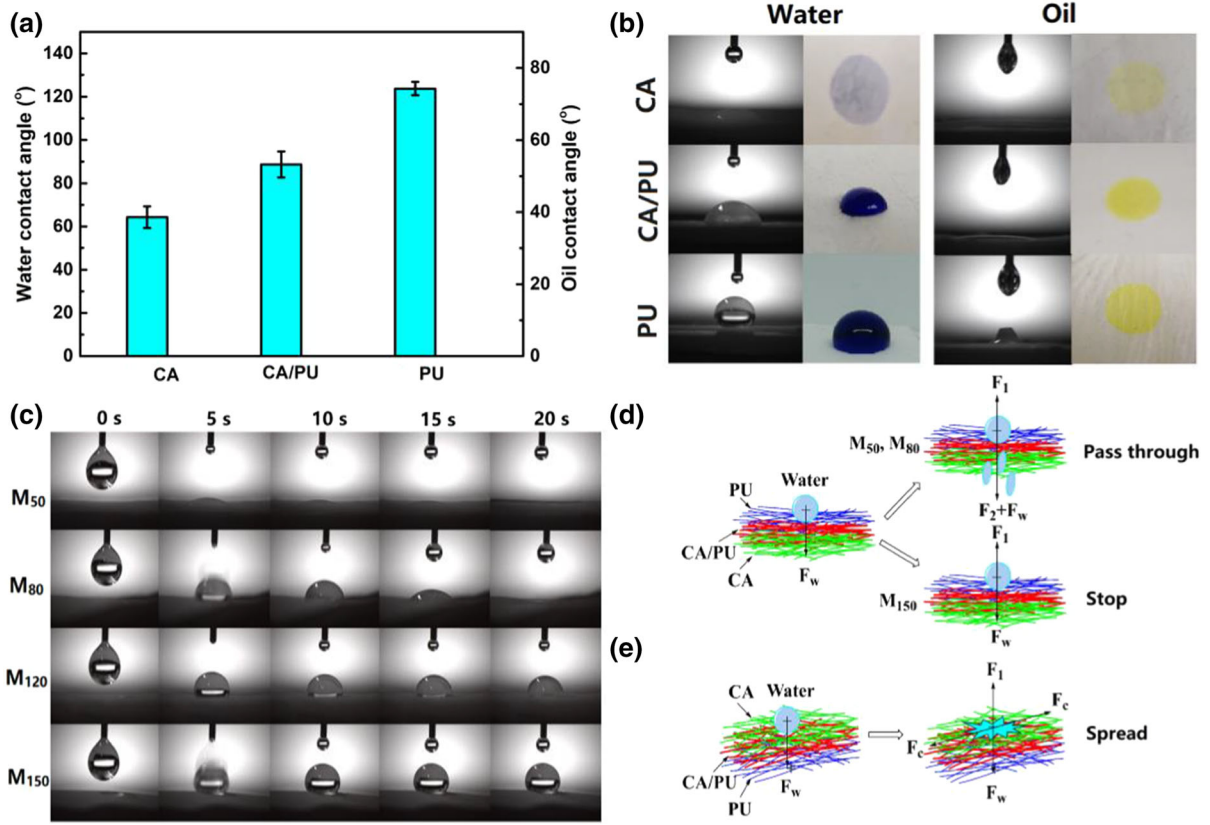 (a)
140
120
100
80
60
40
20
0
Water contact angle (°)
80
60
40
20
0
Oil contact angle (°)
CA
CA/PU
PU
(b)
Water
Oil
CA
CA/PU
PU
(c)
0 s
5 s
10 s
15 s
20 s
M50
M80
M120
M150
(d)
PU
Water
CA/PU
CA
Fw
F1
M50, M80
Pass through
F2+Fw
F1
M150
Stop
Fw
(e)
CA
Water
CA/PU
PU
Fw
F1
Fc
Fc
Spread
Fw